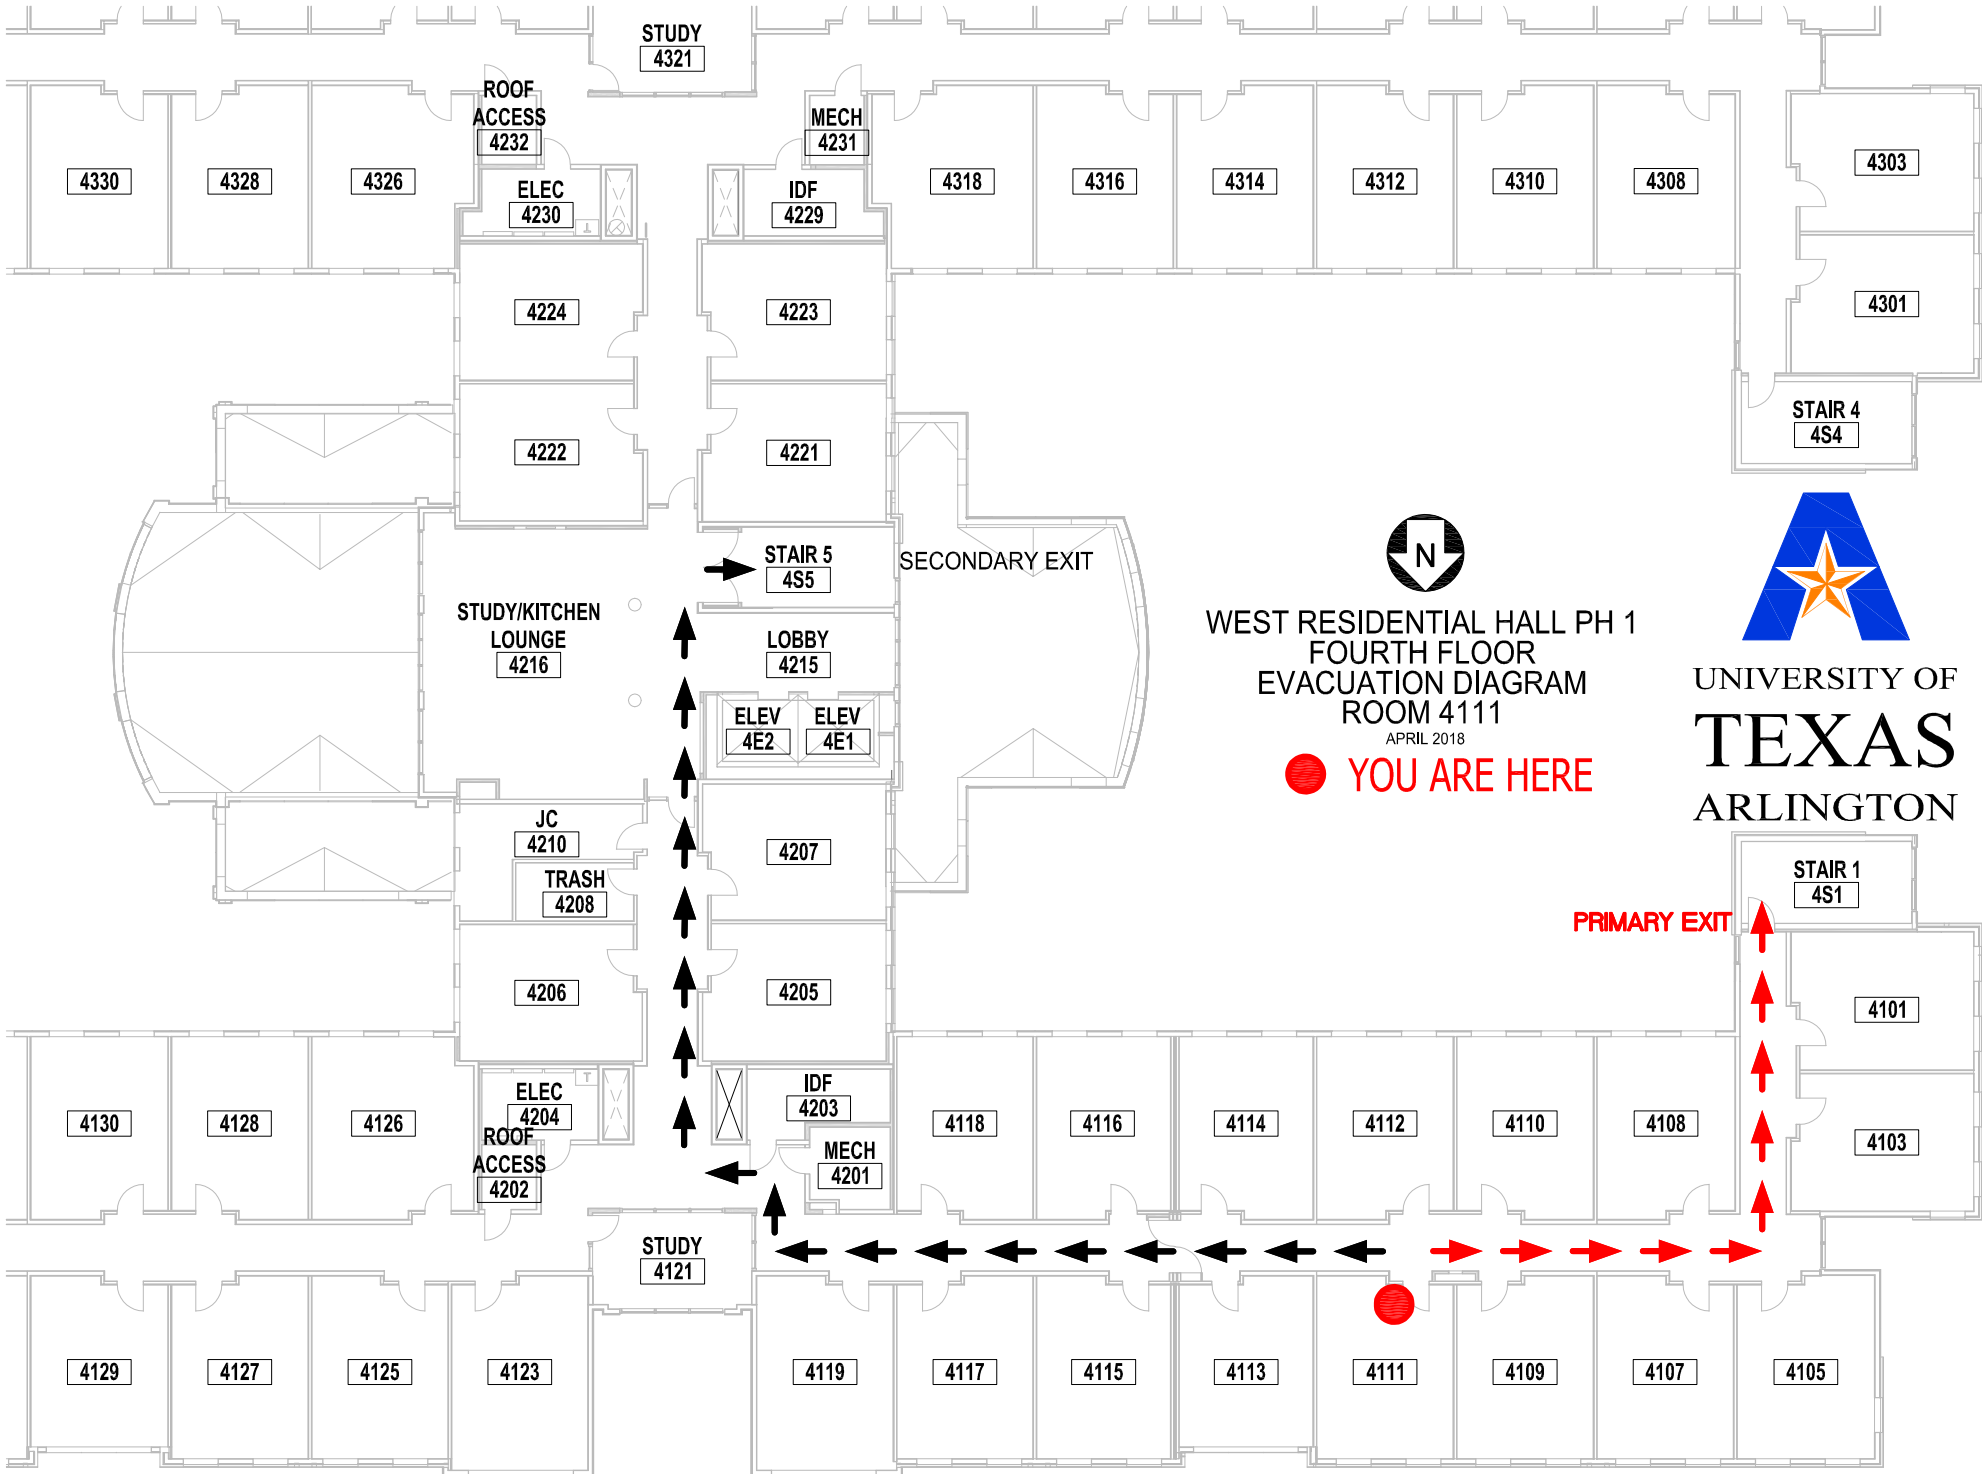 STUDY
4321
ROOF
ACCESS
4232
MECH
4231
4330
4328
4326
ELEC
4230
IDF
4229
4318
4316
4314
4312
4310
4308
4303
4224
4223
4301
4222
4221
STAIR 4
4S4
STAIR 5
4S5
SECONDARY EXIT
N
STUDY/KITCHEN
LOUNGE
4216
LOBBY
4215
ELEV
4E2
ELEV
4E1
WEST RESIDENTIAL HALL PH 1
FOURTH FLOOR
EVACUATION DIAGRAM
ROOM 4111
APRIL 2018
YOU ARE HERE
UNIVERSITY OF
TEXAS
ARLINGTON
JC
4210
TRASH
4208
4207
STAIR 1
4S1
PRIMARY EXIT
4206
4205
4101
ELEC
4204
T
IDF
4203
4130
4128
4126
4118
4116
4114
4112
4110
4108
4103
ROOF
ACCESS
4202
MECH
4201
STUDY
4121
4129
4127
4125
4123
4119
4117
4115
4113
4111
4109
4107
4105